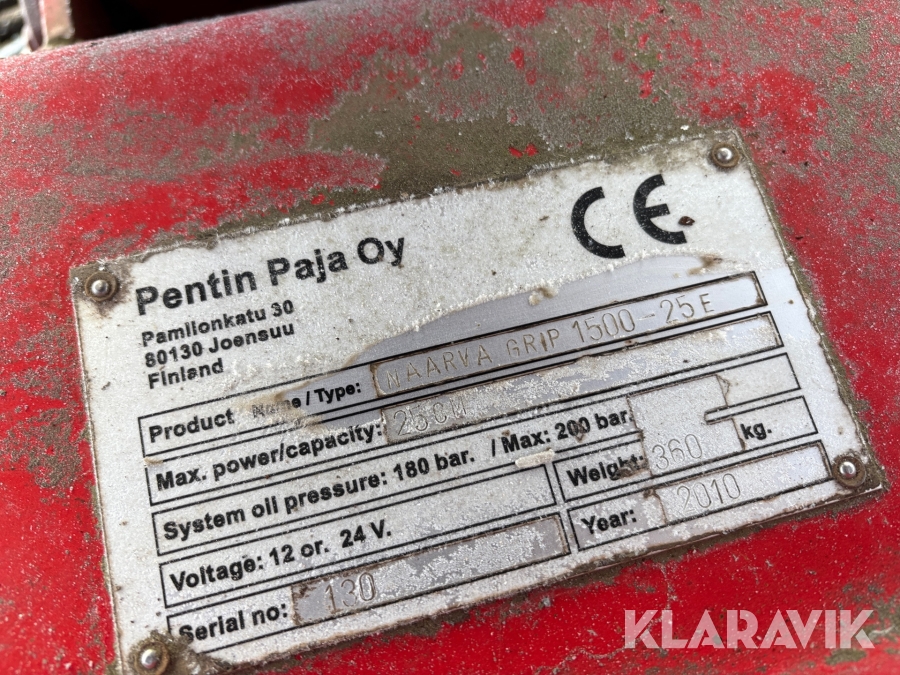 CE
Pentin Paja Oy
Pamilonkatu 30
80130 Joensuu
Finland
Product Name / Type: NAARVA GRIP 1500-25E
Max. power/capacity: 25CM
System oil pressure: 180 bar. / Max: 200 bar.
Voltage: 12 or. 24 V.
Weight: 360 kg.
Serial no: 130
Year: 2010
KLARAVIK